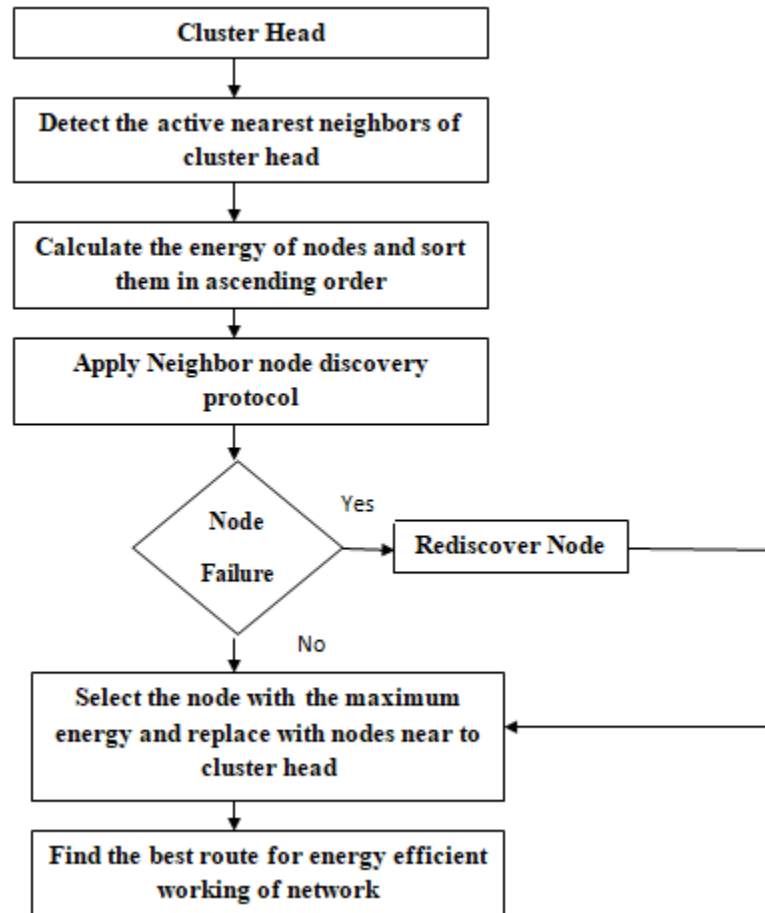 Cluster Head
Detect the active nearest neighbors of
cluster head
Calculate the energy of nodes and sort
them in ascending order
Apply Neighbor node discovery
protocol
Node
Failure
Yes
Rediscover Node
No
Select the node with the maximum
energy and replace with nodes near to
cluster head
Find the best route for energy efficient
working of network